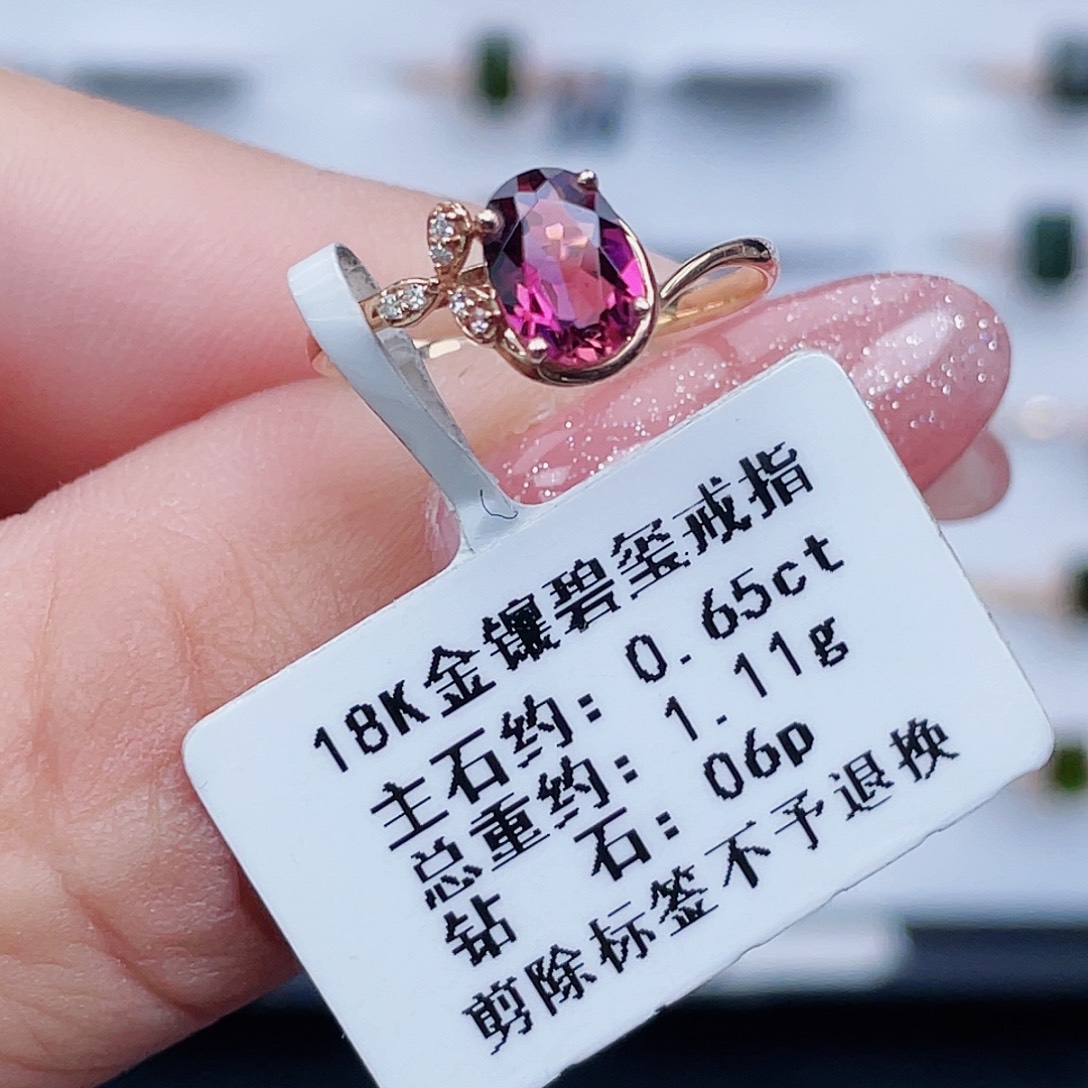 18K金镶碧玺戒指
主石约: 0.65ct
总重约: 1.11g
钻 石: 06p
剪除标签不予退换